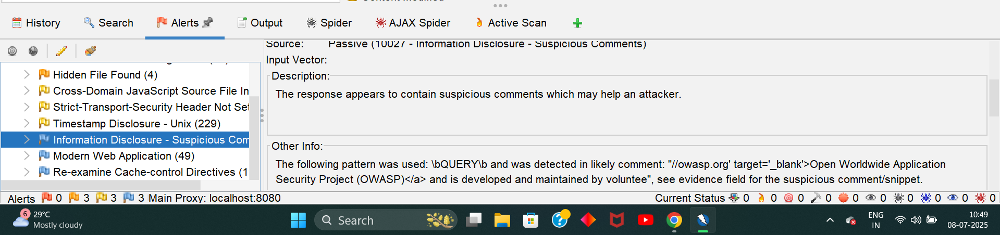 History Search Alerts Output Spider AJAX Spider Active Scan
Source: Passive (10027 - Information Disclosure - Suspicious Comments)
Input Vector:
Description:
The response appears to contain suspicious comments which may help an attacker.
Other Info:
The following pattern was used: \bQUERY\b and was detected in likely comment: "//owasp.org' target='_blank'>Open Worldwide Application
Security Project (OWASP)</a> and is developed and maintained by voluntee", see evidence field for the suspicious comment/snippet.
Hidden File Found (4)
Cross-Domain JavaScript Source File In
Strict-Transport-Security Header Not Set
Timestamp Disclosure - Unix (229)
Information Disclosure - Suspicious Com
Modern Web Application (49)
Re-examine Cache-control Directives (1
Alerts 0 3 3 3 Main Proxy: localhost:8080
Current Status 0 0 0 0 0 0 0 0 0 0
6 29°C
Mostly cloudy
Search
ENG
IN
10:49
08-07-2025